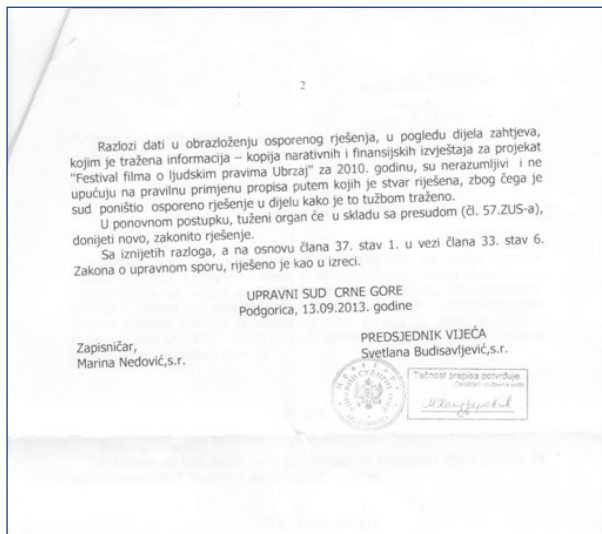 2
Razlozi dati u obrazloženju osporenog rješenja, u pogledu dijela zahtjeva,
kojim je tražena informacija – kopija narativnih i finansijskih izvještaja za projekat
"Festival filma o ljudskim pravima Ubrzaj" za 2010. godinu, su nerazumljivi i ne
upućuju na pravilnu primjenu propisa putem kojih je stvar riješena, zbog čega je
sud poništio osporeno rješenje u dijelu kako je to tužbom traženo.
U ponovnom postupku, tuženi organ će u skladu sa presudom (čl. 57.ZUS-a),
donijeti novo, zakonito rješenje.
Sa iznijetih razloga, a na osnovu člana 37. stav 1. u vezi člana 33. stav 6.
Zakona o upravnom sporu, riješeno je kao u izreci.
UPRAVNI SUD CRNE GORE
Podgorica, 13.09.2013. godine
Zapisničar,
Marina Nedović,s.r.
PREDSJEDNIK VIJEĆA
Svetlana Budisavljević,s.r.
Tačnost prepisa potvrđuje